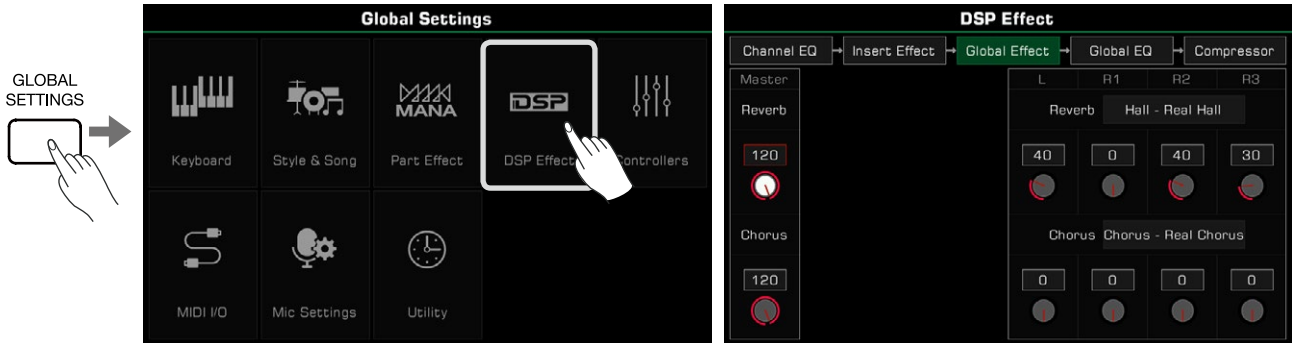 GLOBAL
SETTINGS
Global Settings
MANA
DSP
Keyboard
Style & Song
Part Effect
DSP Effect
Controllers
MIDI I/O
Mic Settings
Utility
DSP Effect
Channel EQ
Insert Effect
Global Effect
Global EQ
Compressor
Master
L R1 R2 R3
Reverb
Reverb Hall - Real Hall
120
40 0 40 30
Chorus
Chorus Chorus - Real Chorus
120
0 0 0 0